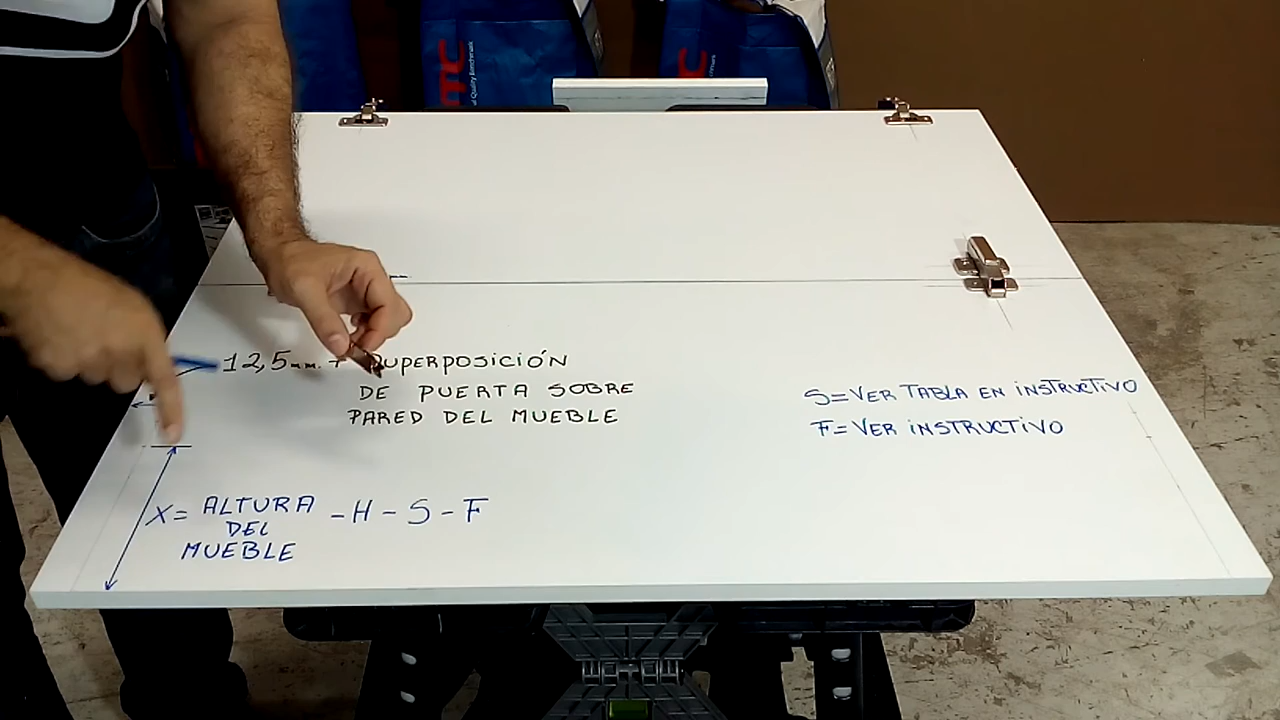 12,5mm. + SUPERPOSICIÓN
DE PUERTA SOBRE
PARED DEL MUEBLE
S=VER TABLA EN INSTRUCTIVO
F=VER INSTRUCTIVO
X= ALTURA DEL MUEBLE -H-S-F